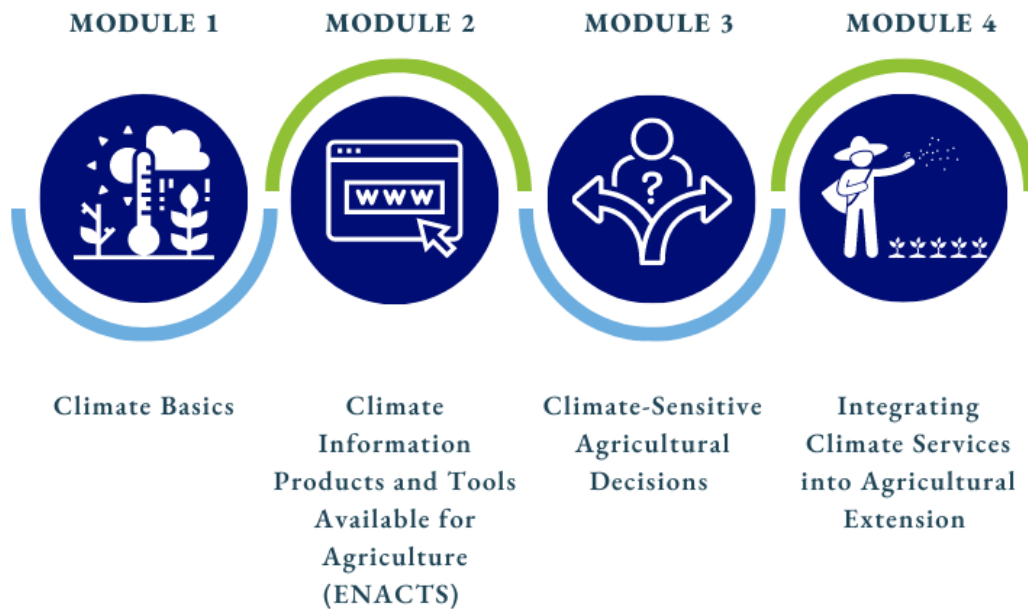 MODULE 1
MODULE 2
MODULE 3
MODULE 4
WWW
?
Climate Basics
Climate
Information
Products and Tools
Available for
Agriculture
(ENACTS)
Climate-Sensitive
Agricultural
Decisions
Integrating
Climate Services
into Agricultural
Extension